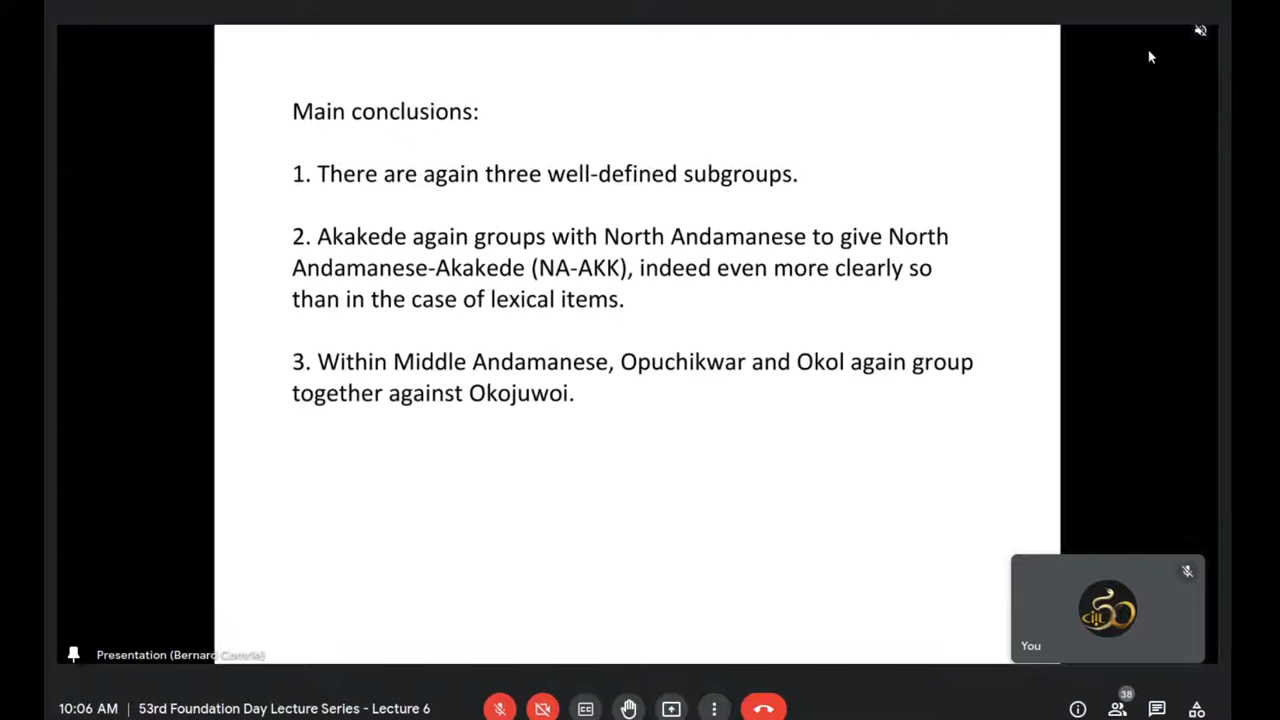 Main conclusions:
1. There are again three well-defined subgroups.
2. Akakede again groups with North Andamanese to give North
Andamanese-Akakede (NA-AKK), indeed even more clearly so
than in the case of lexical items.
3. Within Middle Andamanese, Opuchikwar and Okol again group
together against Okojuwoi.
50
You
Presentation (Bernard Comrie)
38
10:06 AM | 53rd Foundation Day Lecture Series - Lecture 6
CC